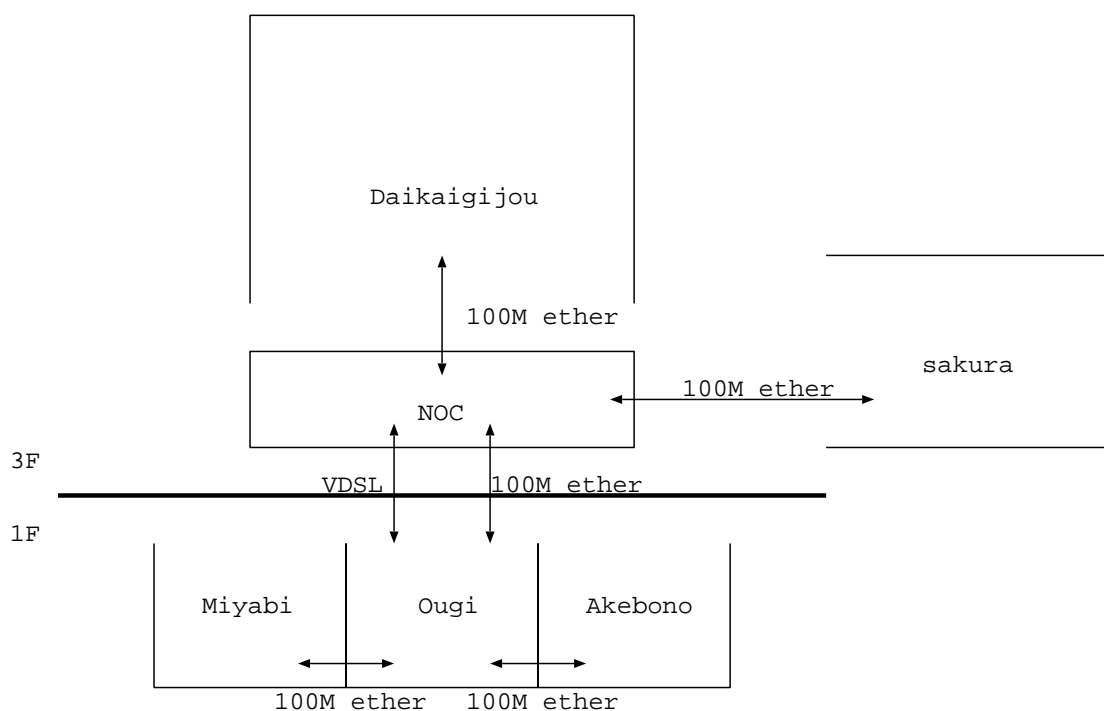 Daikaigijou
100M ether
sakura
100M ether
NOC
3F
VDSL
100M ether
1F
Miyabi
Ougi
Akebono
100M ether
100M ether